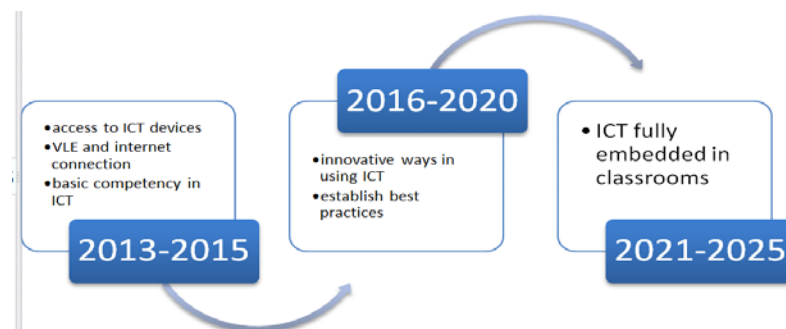 •access to ICT devices
•VLE and internet
connection
•basic competency in
ICT
2013-2015
2016-2020
•innovative ways in
using ICT
•establish best
practices
• ICT fully
embedded in
classrooms
2021-2025